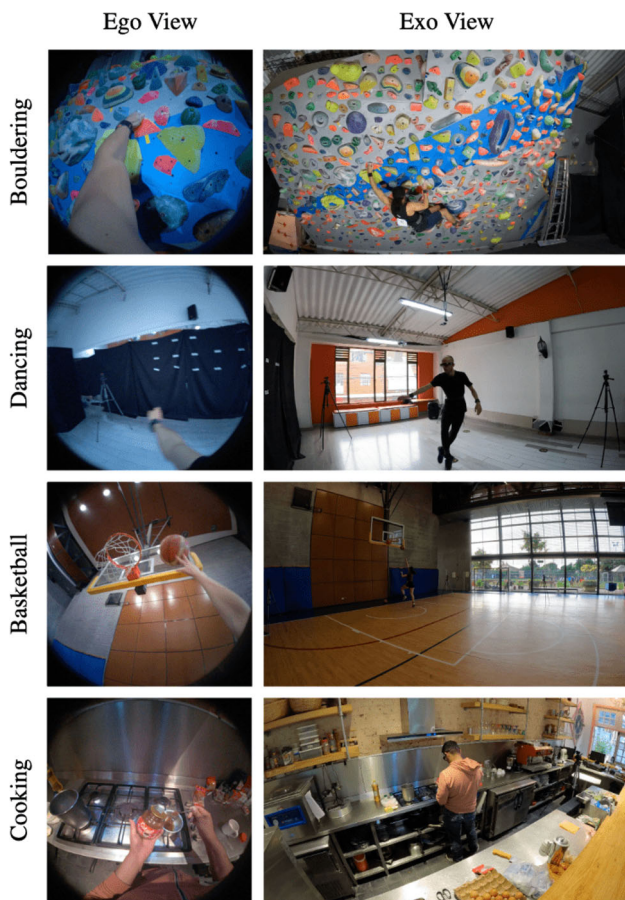 Ego View
Exo View
Bouldering
Dancing
Basketball
Cooking